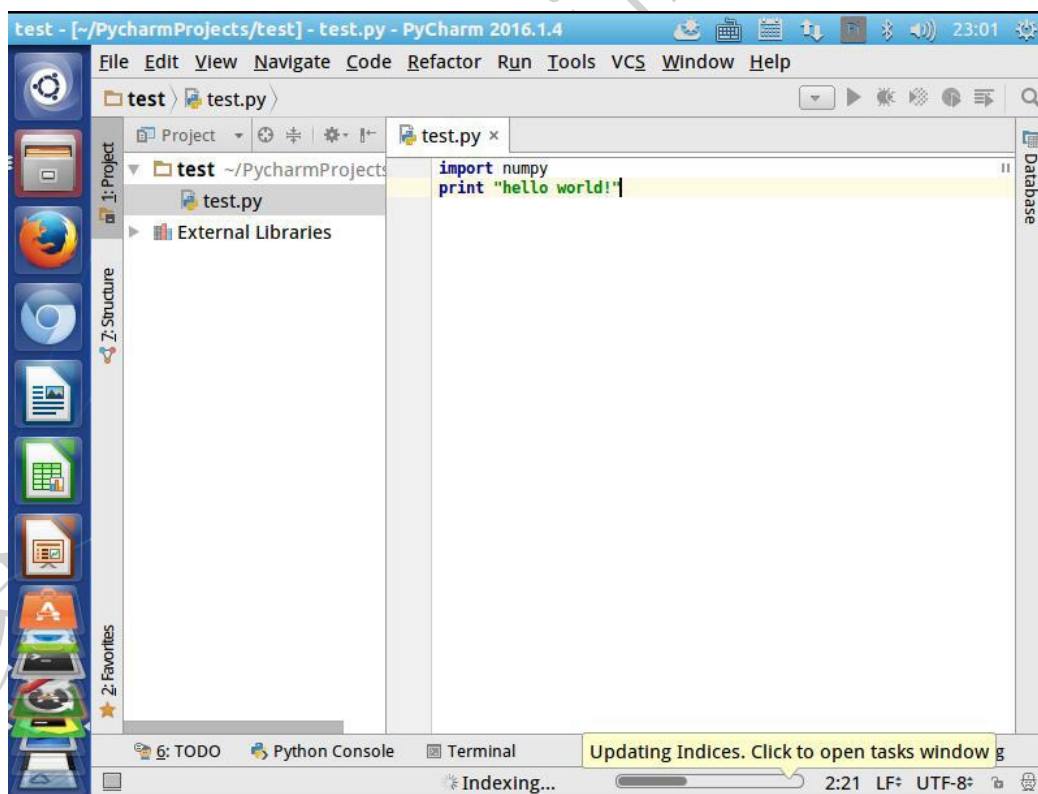 test - [~/PycharmProjects/test] - test.py - PyCharm 2016.1.4 23:01
File Edit View Navigate Code Refactor Run Tools VCS Window Help
test test.py
Project test.py ×
1: Project
test ~/PycharmProjects
test.py
External Libraries
import numpy
print "hello world!"
Database
7: Structure
2: Favorites
6: TODO Python Console Terminal
Updating Indices. Click to open tasks window
Indexing... 2:21 LF UTF-8